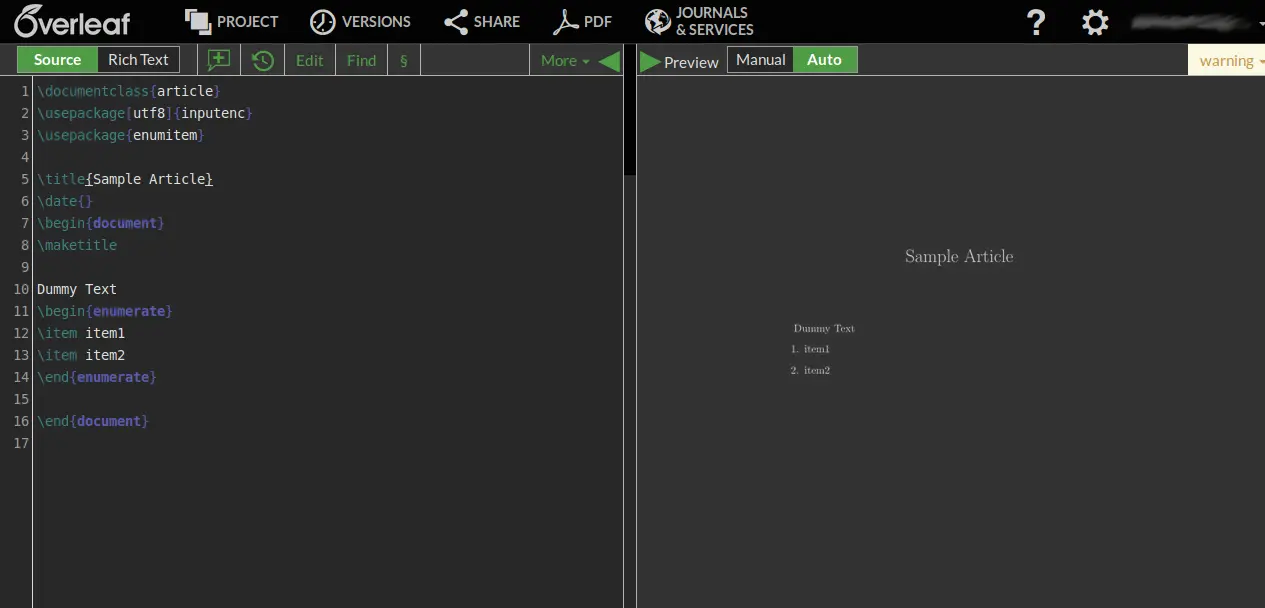 Overleaf PROJECT VERSIONS SHARE PDF JOURNALS & SERVICES ?
Source Rich Text Edit Find § More Preview Manual Auto warning
1 \documentclass{article}
2 \usepackage[utf8]{inputenc}
3 \usepackage{enumitem}
4
5 \title{Sample Article}
6 \date{}
7 \begin{document}
8 \maketitle
9
10 Dummy Text
11 \begin{enumerate}
12 \item item1
13 \item item2
14 \end{enumerate}
15
16 \end{document}
17
Sample Article
Dummy Text
1. item1
2. item2